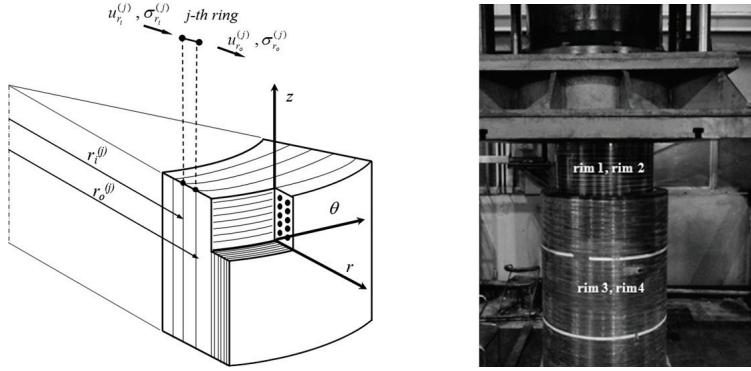 j-th ring
u_{r_i}^{(j)}, σ_{r_i}^{(j)}
u_{r_o}^{(j)}, σ_{r_o}^{(j)}
z
r_i^{(j)}
r_o^{(j)}
θ
r
rim 1, rim 2
rim 3, rim4